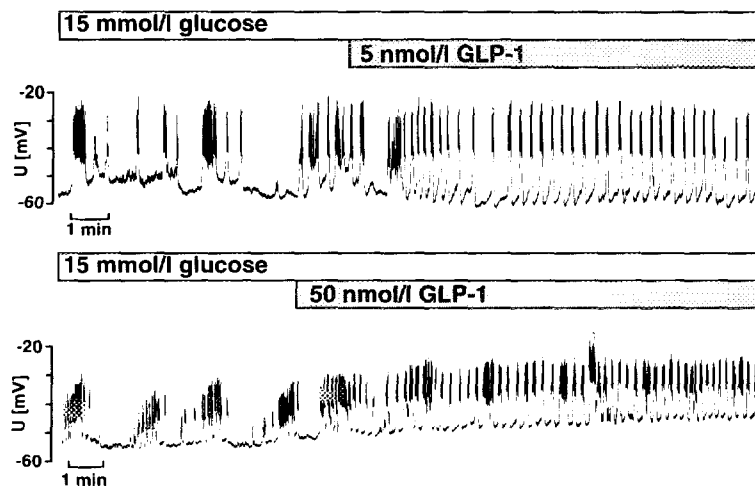 15 mmol/l glucose
5 nmol/l GLP-1
-20
U [mV]
-60
1 min
15 mmol/l glucose
50 nmol/l GLP-1
-20
U [mV]
-60
1 min